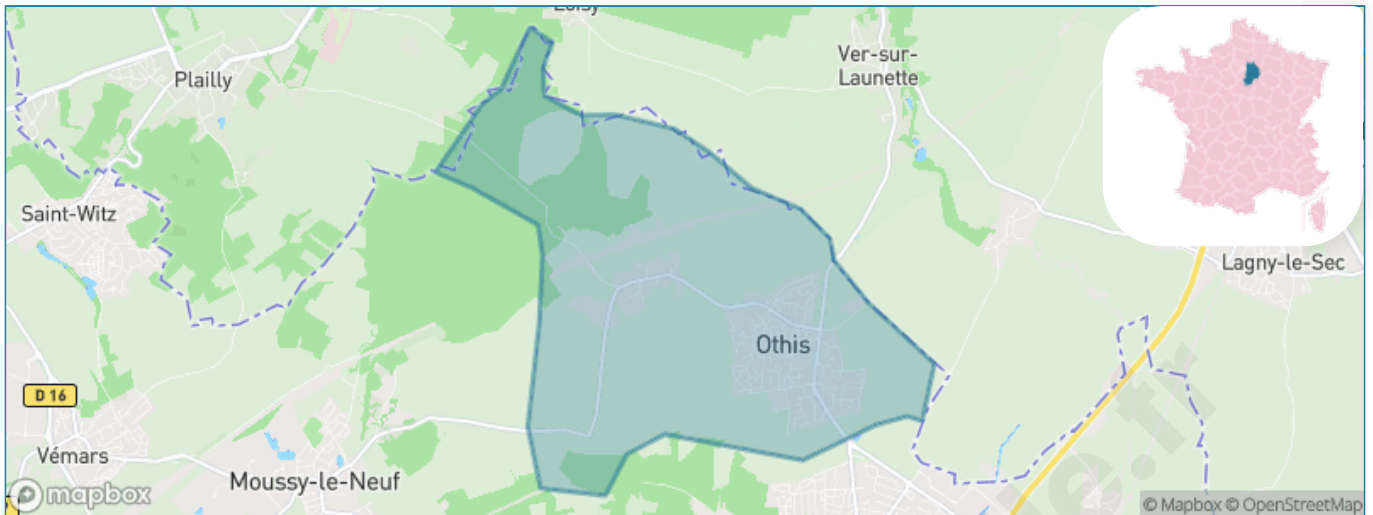 Plailly
Ver-sur-
Launette
Saint-Witz
Lagny-le-Sec
Othis
D 16
Vémars
Moussy-le-Neuf
mapbox
© Mapbox © OpenStreetMap